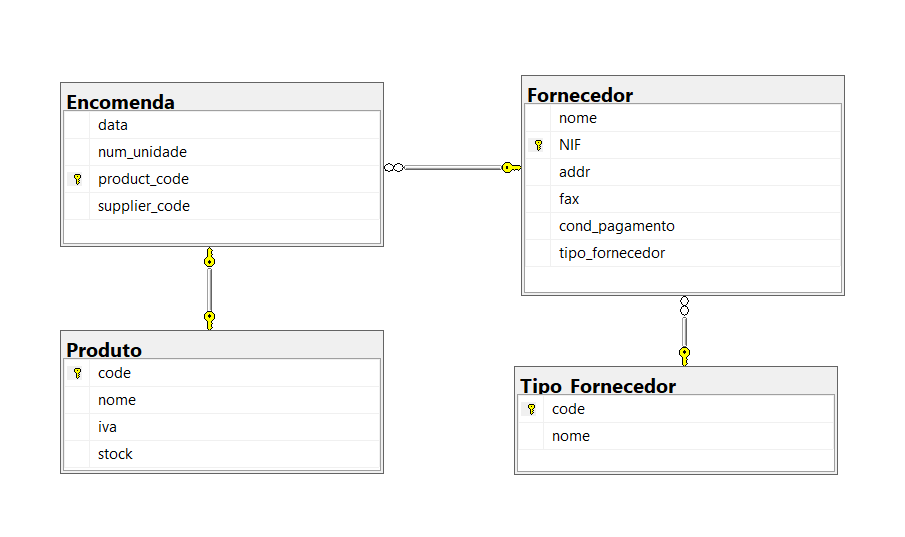 Encomenda
data
num_unidade
product_code
supplier_code
Fornecedor
nome
NIF
addr
fax
cond_pagamento
tipo_fornecedor
Produto
code
nome
iva
stock
Tipo_Fornecedor
code
nome